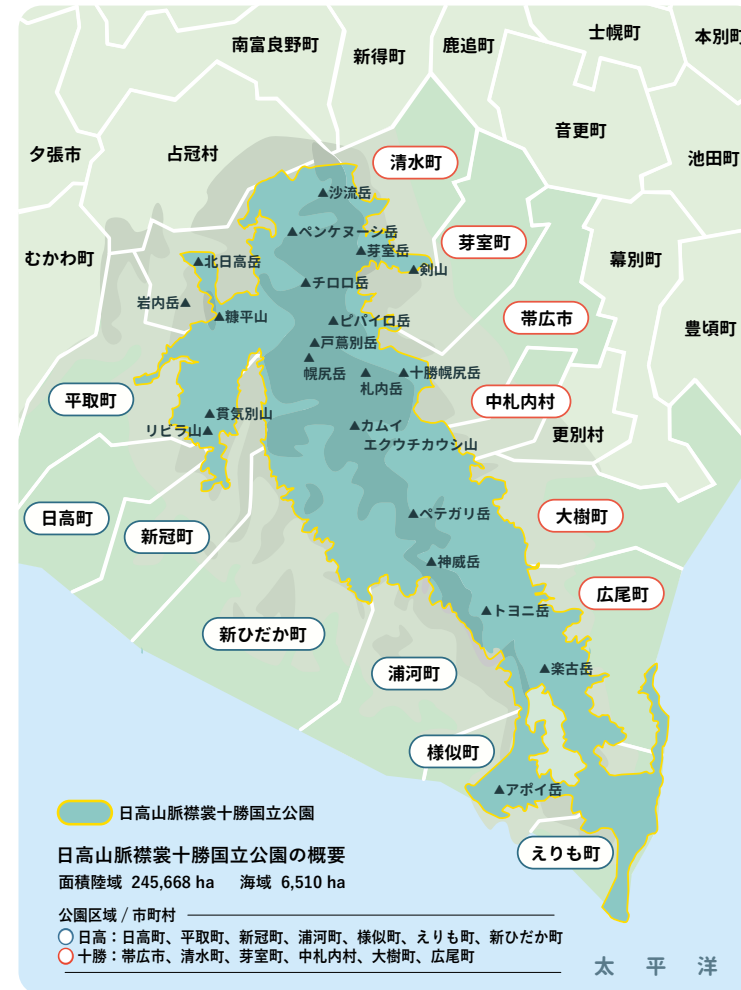 南富良野町
新得町
鹿追町
士幌町
本別町
音更町
夕張市
占冠村
清水町
池田町
▲沙流岳
▲ペンケヌーシ岳
芽室町
▲芽室岳
むかわ町
▲北日高岳
▲剣山
幕別町
▲チロロ岳
岩内岳▲
▲糠平山
▲ピパイロ岳
帯広市
豊頃町
▲戸蔦別岳
▲
幌尻岳
▲
札内岳
▲十勝幌尻岳
平取町
中札内村
▲貫気別山
リビラ山▲
▲カムイ
エクウチカウシ山
更別村
日高町
新冠町
▲ペテガリ岳
大樹町
▲神威岳
広尾町
▲トヨニ岳
新ひだか町
浦河町
▲楽古岳
様似町
▲アポイ岳
日高山脈襟裳十勝国立公園
えりも町
日高山脈襟裳十勝国立公園の概要
面積陸域 245,668 ha 海域 6,510 ha
公園区域 / 市町村
日高：日高町、平取町、新冠町、浦河町、様似町、えりも町、新ひだか町
十勝：帯広市、清水町、芽室町、中札内村、大樹町、広尾町
太平洋